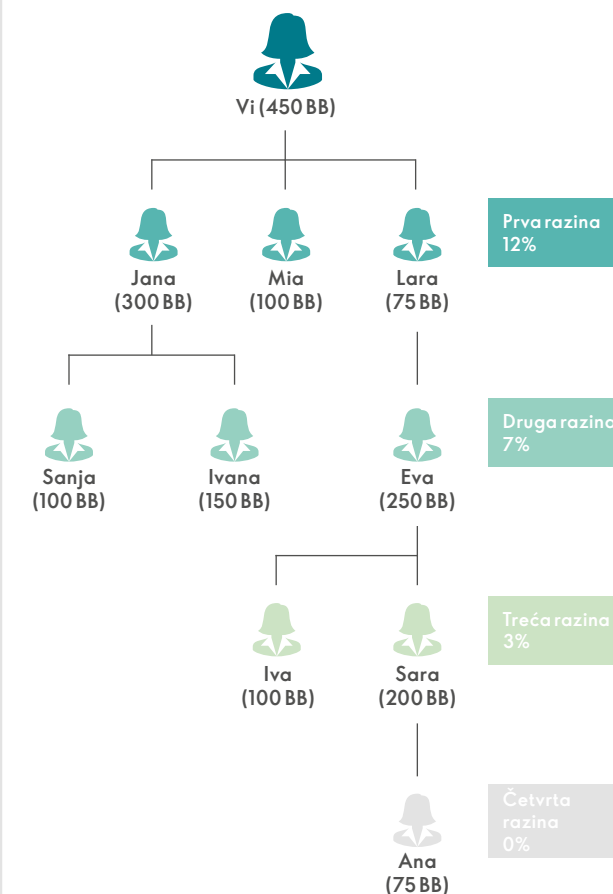 Vi (450 BB)
Jana
(300 BB)
Mia
(100 BB)
Lara
(75 BB)
Prva razina
12%
Sanja
(100 BB)
Ivana
(150 BB)
Eva
(250 BB)
Druga razina
7%
Iva
(100 BB)
Sara
(200 BB)
Treća razina
3%
Ana
(75 BB)
Četvrta
razina
0%